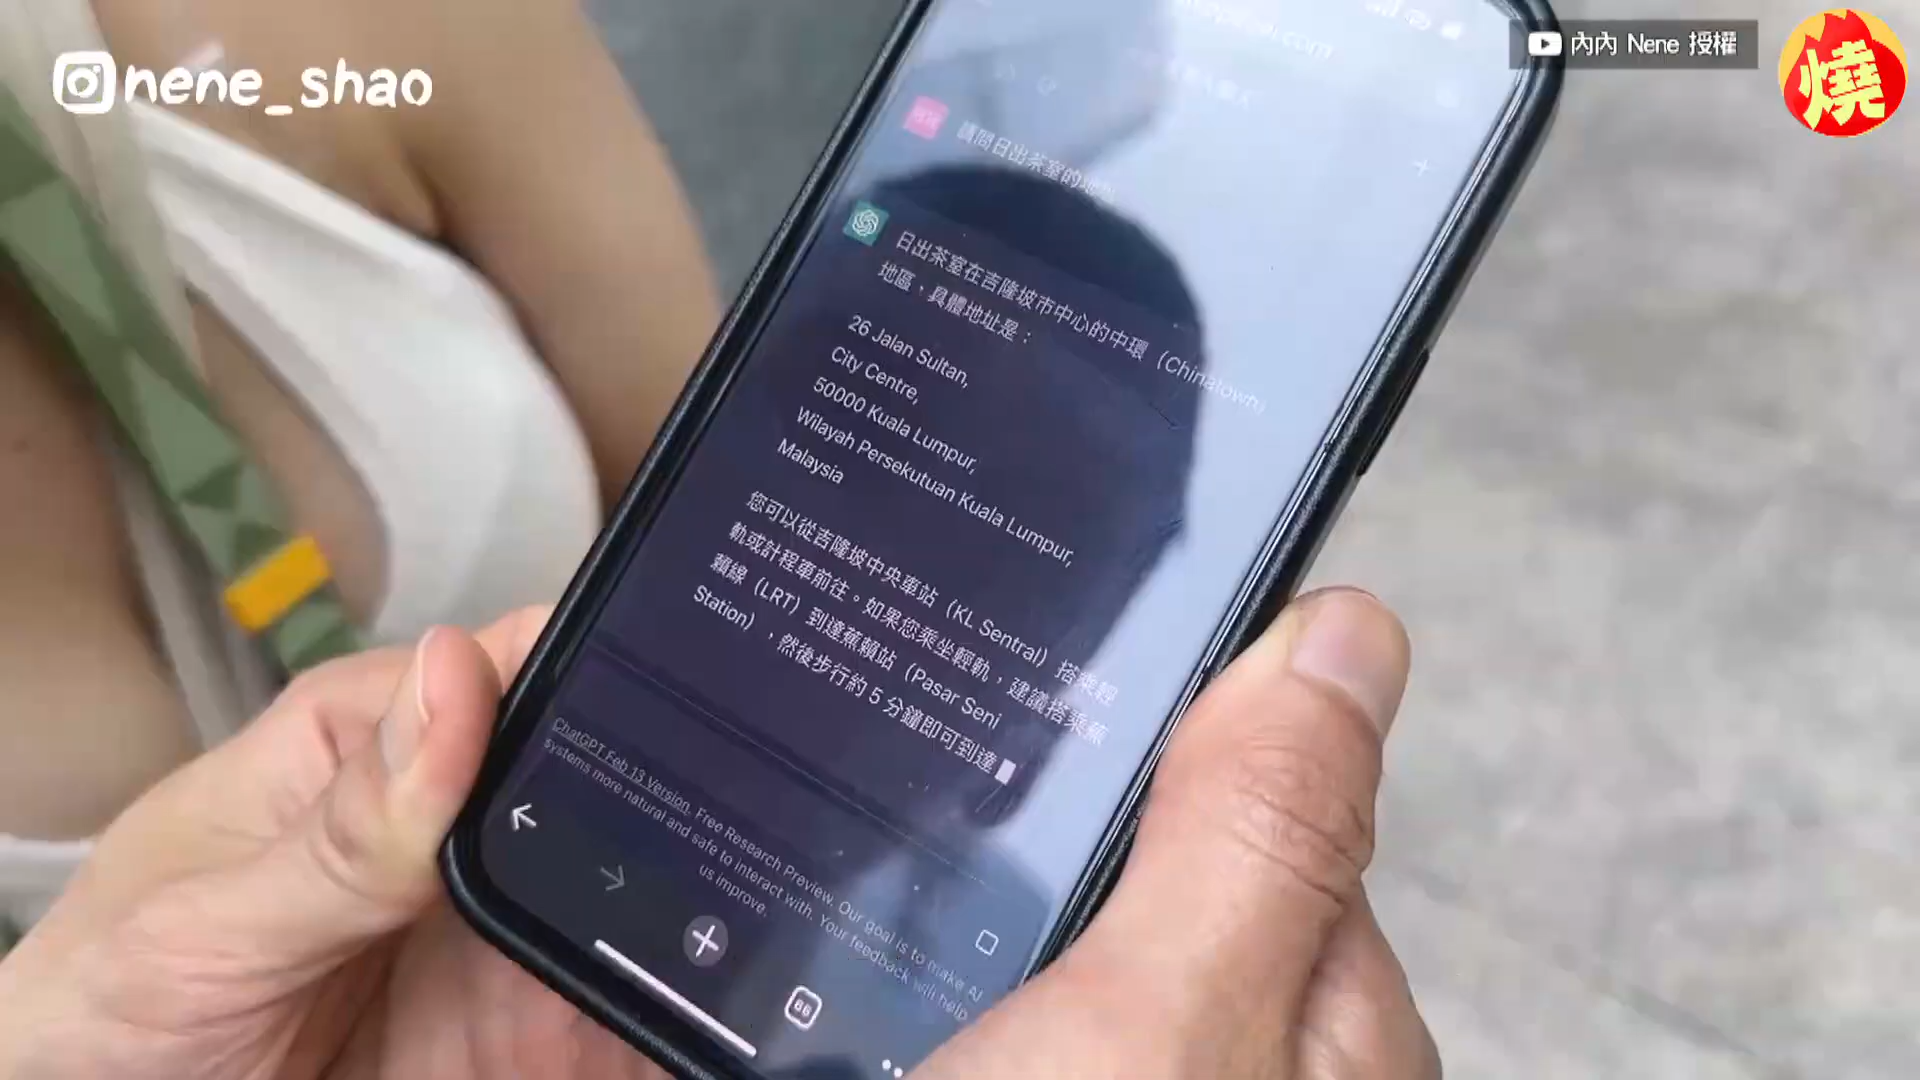 nene_shao
內內 Nene 授權
燒
請問日出茶室的地
日出茶室在吉隆坡市中心的中環（Chinatown）
地區，具體地址是：
26 Jalan Sultan,
City Centre,
50000 Kuala Lumpur,
Wilayah Persekutuan Kuala Lumpur,
Malaysia
您可以從吉隆坡中央車站（KL Sentral）搭乘輕
軌或計程車前往。如果您乘坐輕軌，建議搭乘蕉
賴線（LRT）到達蕉賴站（Pasar Seni
Station），然後步行約 5 分鐘即可到達
ChatGPT Feb 13 Version. Free Research Preview. Our goal is to make AI
systems more natural and safe to interact with. Your feedback will help
us improve.